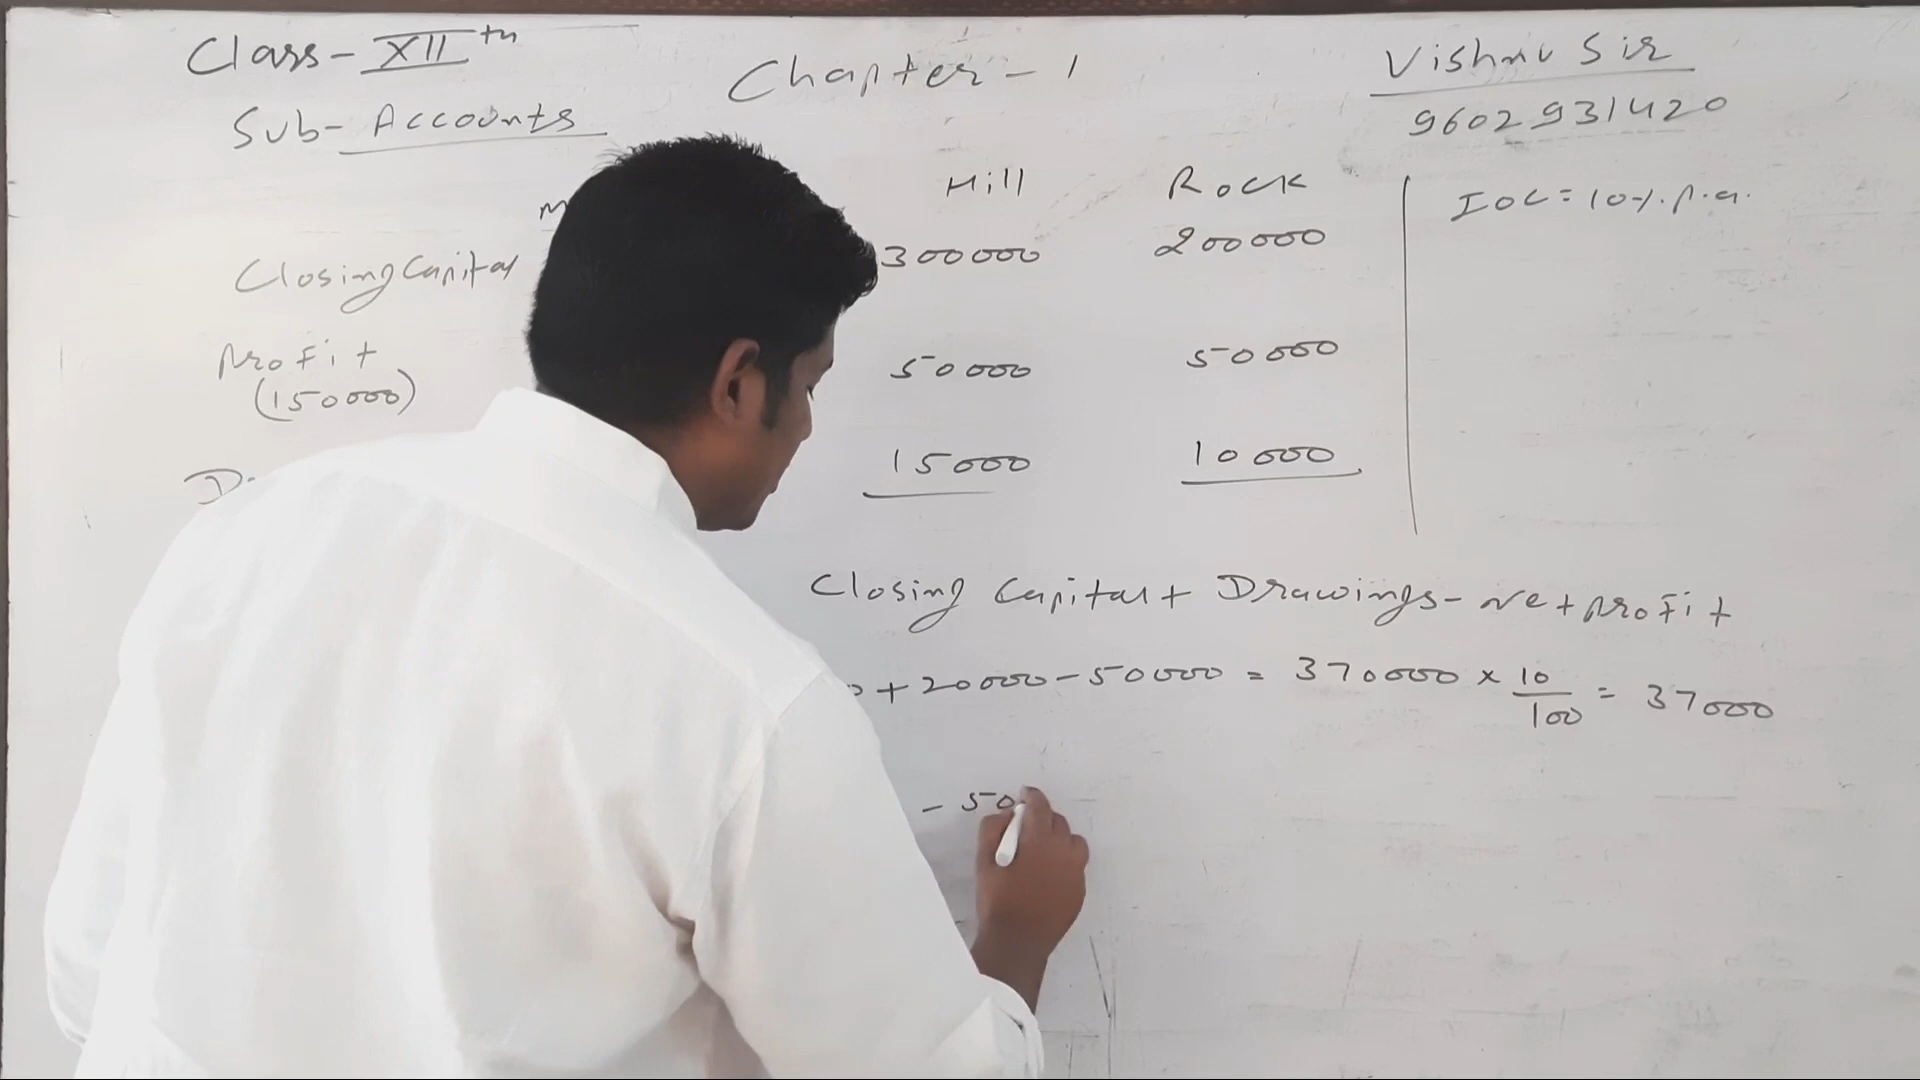 Class - XIIth
Sub- Accounts
Chapter - 1
Vishnu Sir
9602931420
Hill Rock
Closing Capital 300000 200000
Profit 50000 50000
(150000)
15000 10000
IOC = 10%. p.a.
Closing Capital + Drawings - ve + Profit
+ 20000 - 50000 = 370000 × 10/100 = 37000
- 50